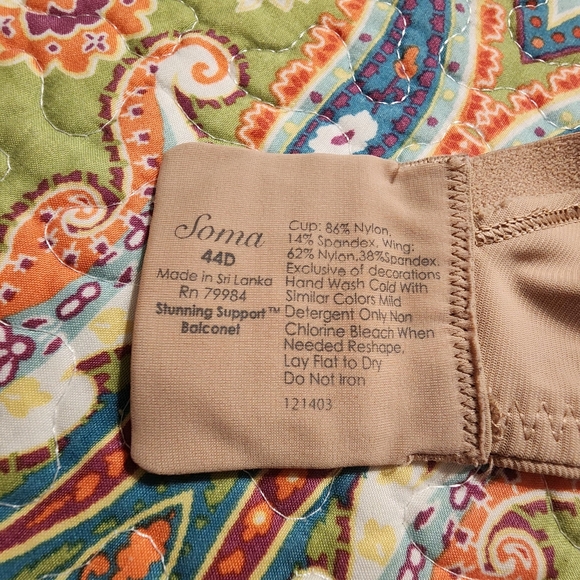 Soma
44D
Made in Sri Lanka
Rn 79984
Stunning Support™
Balconet
Cup: 86% Nylon,
14% Spandex, Wing:
62% Nylon,38%Spandex,
Exclusive of decorations
Hand Wash Cold With
Similar Colors Mild
Detergent Only Non
Chlorine Bleach When
Needed Reshape,
Lay Flat to Dry
Do Not Iron
121403